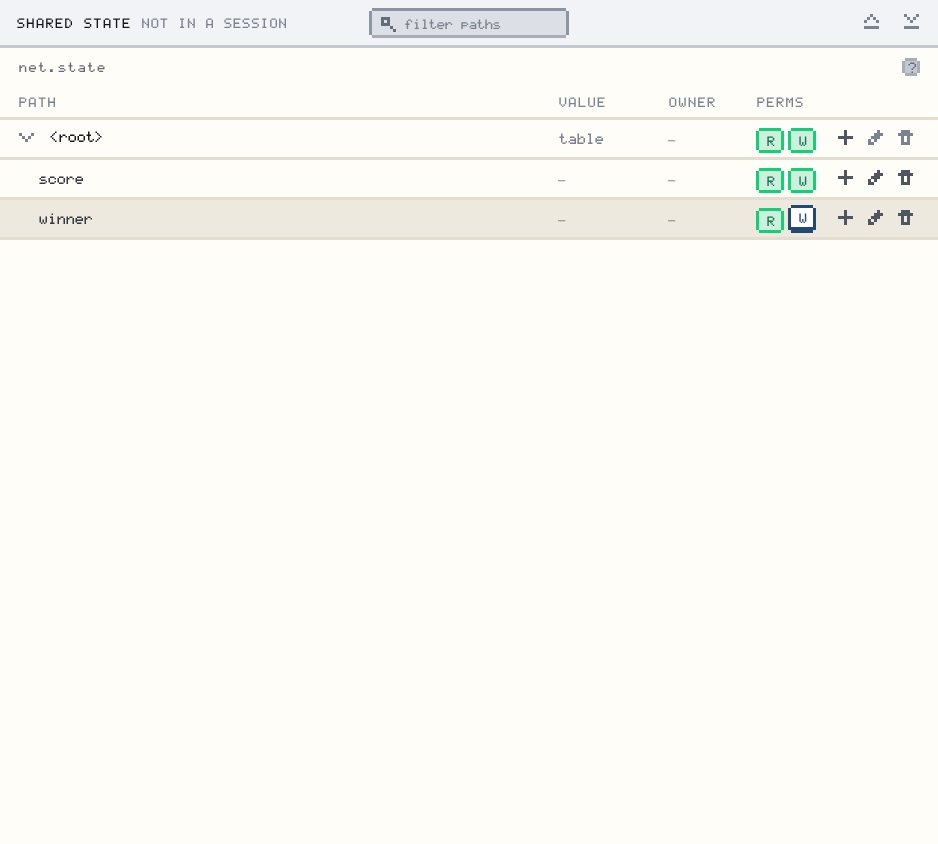 SHARED STATE NOT IN A SESSION filter paths
net.state ?
PATH VALUE OWNER PERMS
<root> table – R W
score – – R W
winner – – R W